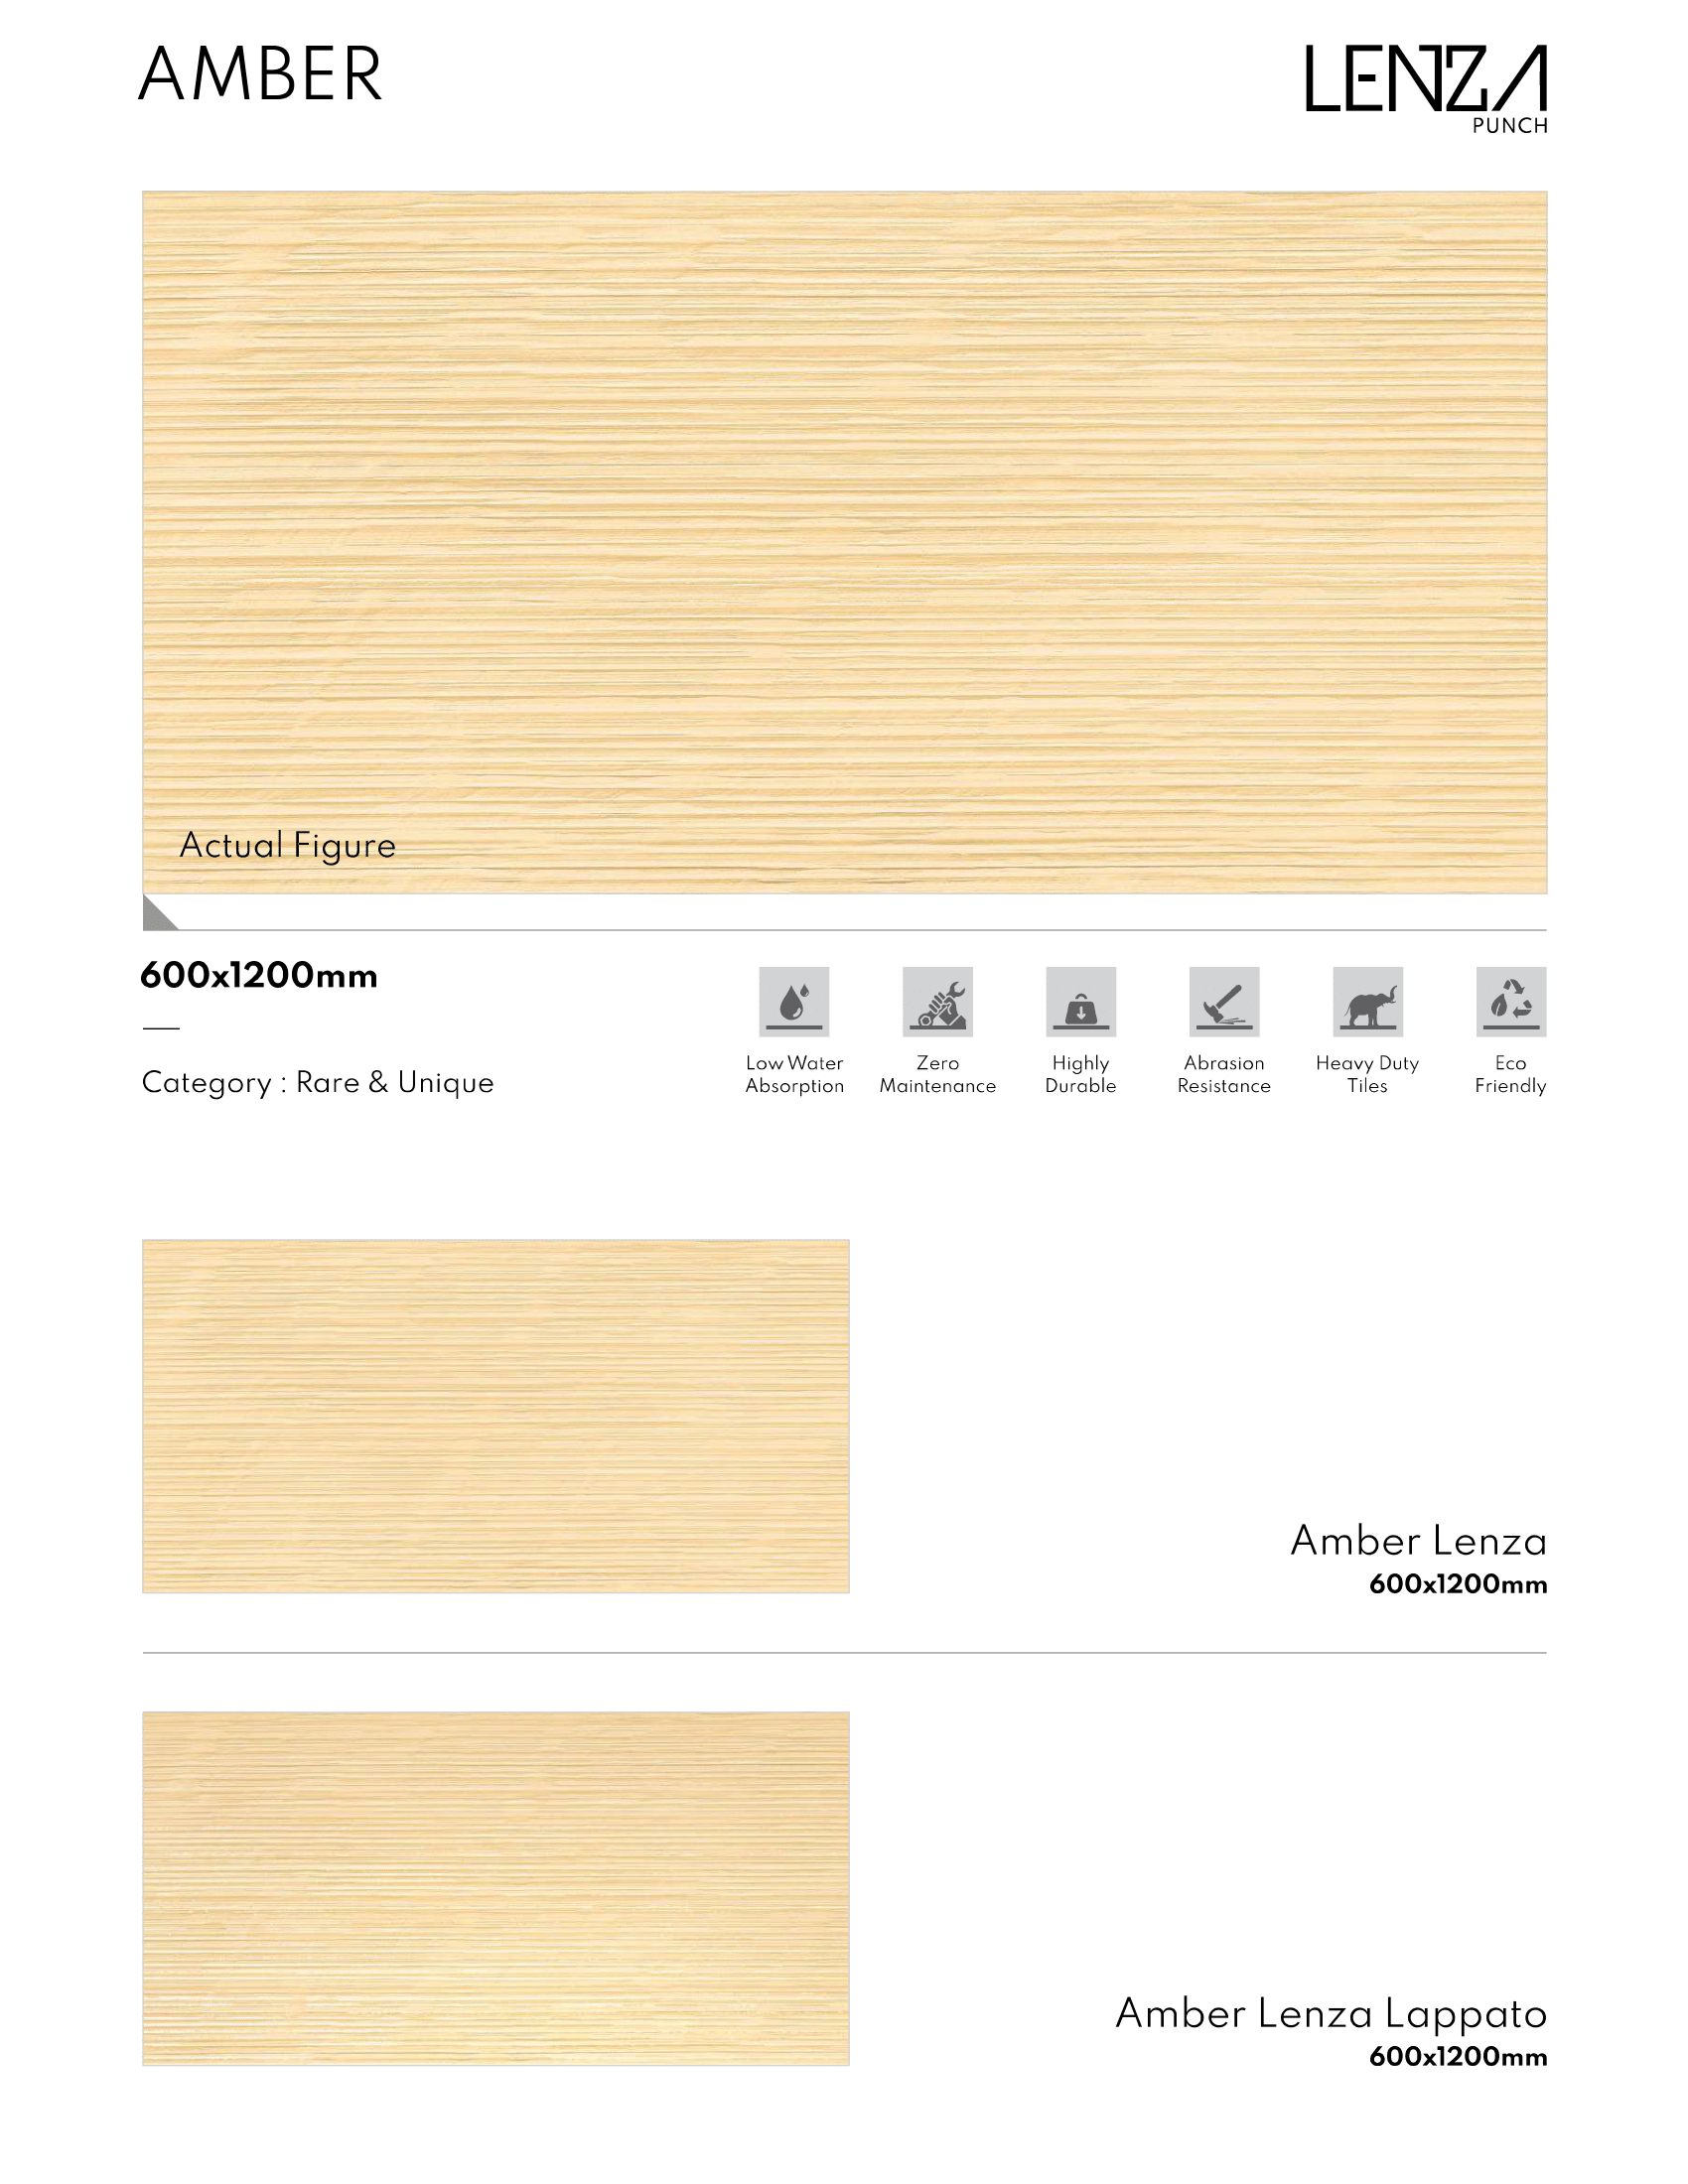 AMBER
LENZA
PUNCH
Actual Figure
600x1200mm
Category : Rare & Unique
Low Water
Absorption
Zero
Maintenance
Highly
Durable
Abrasion
Resistance
Heavy Duty
Tiles
Eco
Friendly
Amber Lenza
600x1200mm
Amber Lenza Lappato
600x1200mm